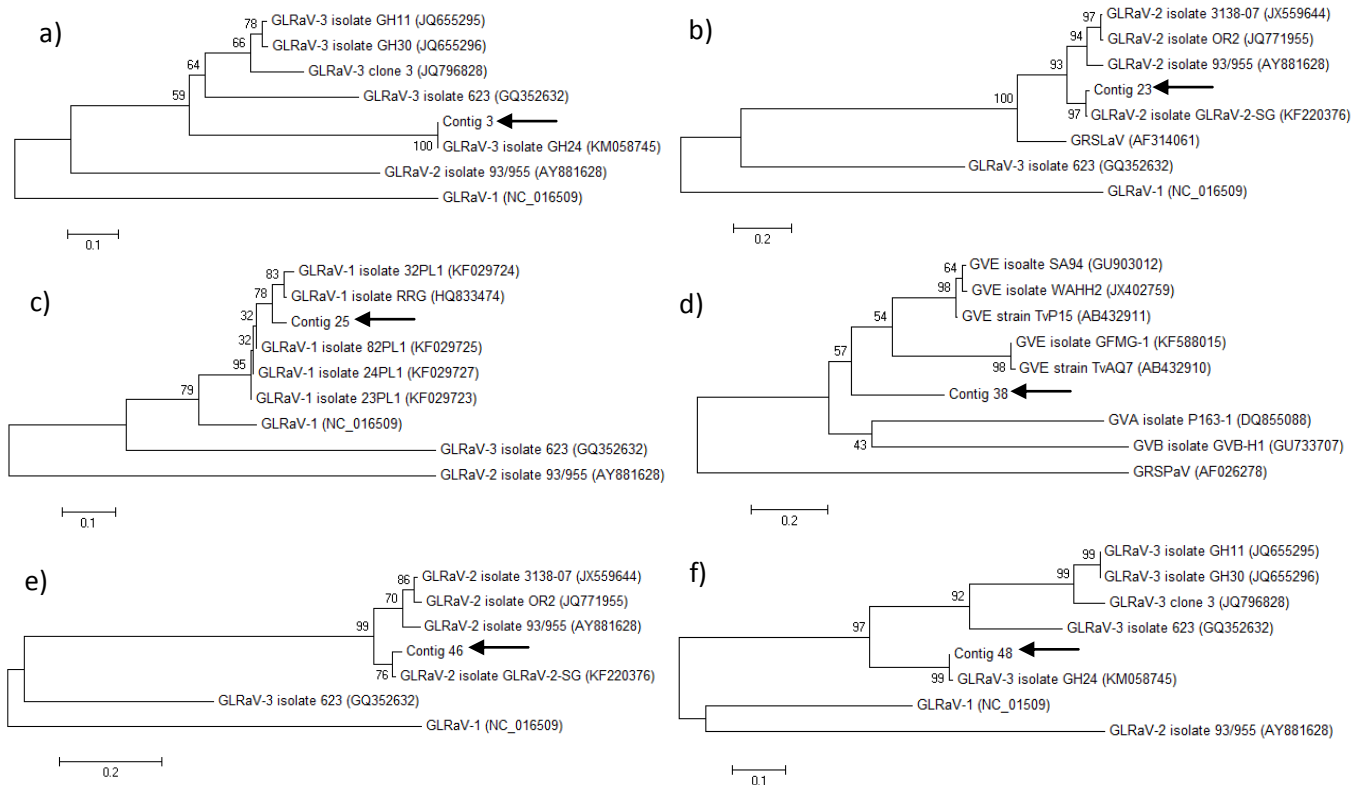 a)
78
GLRaV-3 isolate GH11 (JQ655295)
66
GLRaV-3 isolate GH30 (JQ655296)
64
GLRaV-3 clone 3 (JQ796828)
59
GLRaV-3 isolate 623 (GQ352632)
Contig 3
100
GLRaV-3 isolate GH24 (KM058745)
GLRaV-2 isolate 93/955 (AY881628)
GLRaV-1 (NC_016509)
0.1
b)
97
GLRaV-2 isolate 3138-07 (JX559644)
94
GLRaV-2 isolate OR2 (JQ771955)
93
GLRaV-2 isolate 93/955 (AY881628)
Contig 23
100
97
GLRaV-2 isolate GLRaV-2-SG (KF220376)
GRSLaV (AF314061)
GLRaV-3 isolate 623 (GQ352632)
GLRaV-1 (NC_016509)
0.2
c)
83
GLRaV-1 isolate 32PL1 (KF029724)
78
GLRaV-1 isolate RRG (HQ833474)
32
Contig 25
32
GLRaV-1 isolate 82PL1 (KF029725)
95
GLRaV-1 isolate 24PL1 (KF029727)
79
GLRaV-1 isolate 23PL1 (KF029723)
GLRaV-1 (NC_016509)
GLRaV-3 isolate 623 (GQ352632)
GLRaV-2 isolate 93/955 (AY881628)
0.1
d)
64
GVE isoalte SA94 (GU903012)
98
GVE isolate WAHH2 (JX402759)
54
GVE strain TvP15 (AB432911)
57
GVE isolate GFMG-1 (KF588015)
98
GVE strain TvAQ7 (AB432910)
Contig 38
GVA isolate P163-1 (DQ855088)
43
GVB isolate GVB-H1 (GU733707)
GRSPaV (AF026278)
0.2
e)
86
GLRaV-2 isolate 3138-07 (JX559644)
70
GLRaV-2 isolate OR2 (JQ771955)
99
GLRaV-2 isolate 93/955 (AY881628)
Contig 46
76
GLRaV-2 isolate GLRaV-2-SG (KF220376)
GLRaV-3 isolate 623 (GQ352632)
GLRaV-1 (NC_016509)
0.2
f)
99
GLRaV-3 isolate GH11 (JQ655295)
99
GLRaV-3 isolate GH30 (JQ655296)
92
GLRaV-3 clone 3 (JQ796828)
97
GLRaV-3 isolate 623 (GQ352632)
Contig 48
99
GLRaV-3 isolate GH24 (KM058745)
GLRaV-1 (NC_01509)
GLRaV-2 isolate 93/955 (AY881628)
0.1